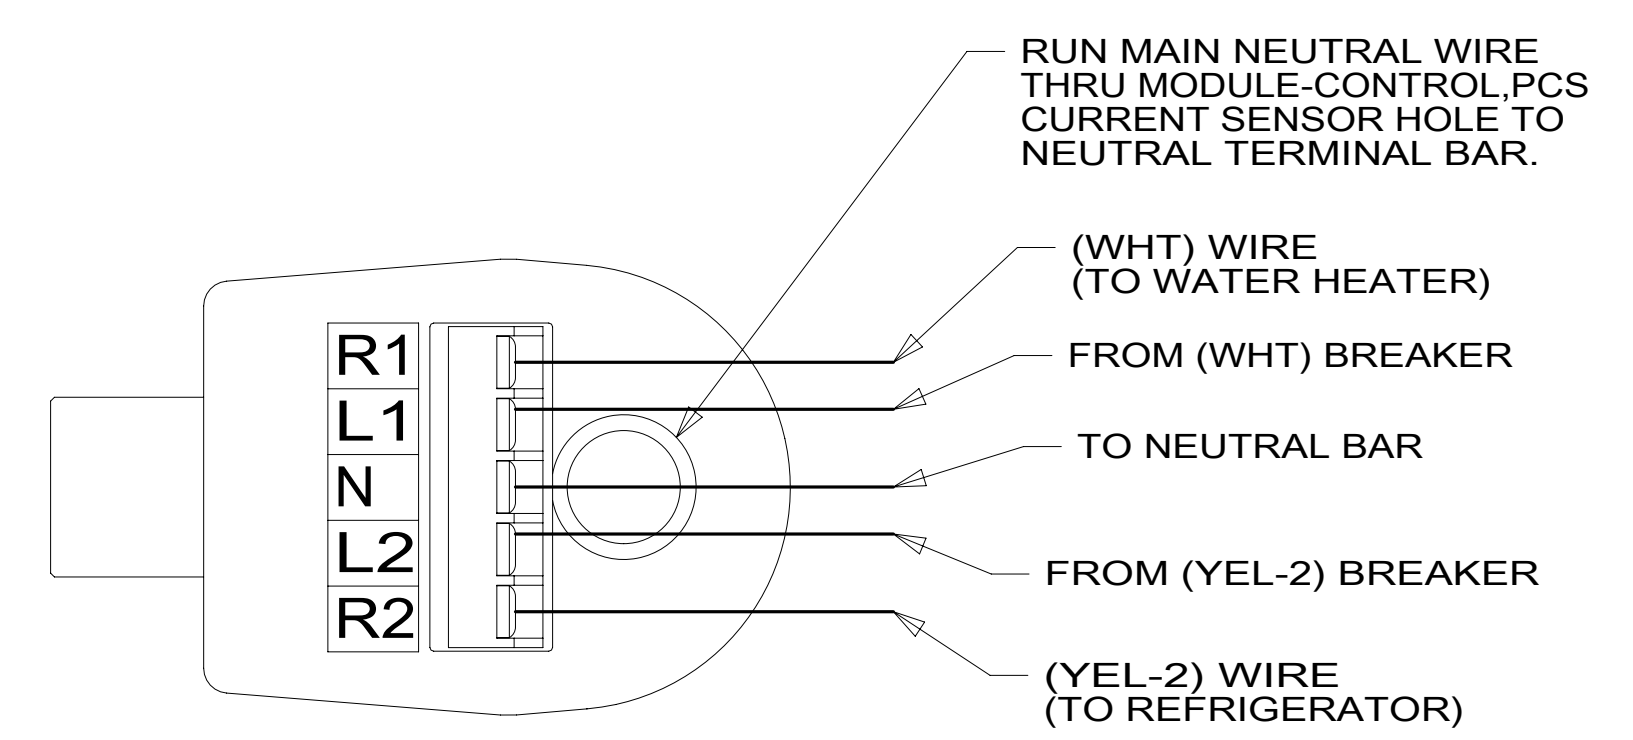 RUN MAIN NEUTRAL WIRE
THRU MODULE-CONTROL,PCS
CURRENT SENSOR HOLE TO
NEUTRAL TERMINAL BAR.
(WHT) WIRE
(TO WATER HEATER)
R1
FROM (WHT) BREAKER
L1
TO NEUTRAL BAR
N
L2
FROM (YEL-2) BREAKER
R2
(YEL-2) WIRE
(TO REFRIGERATOR)